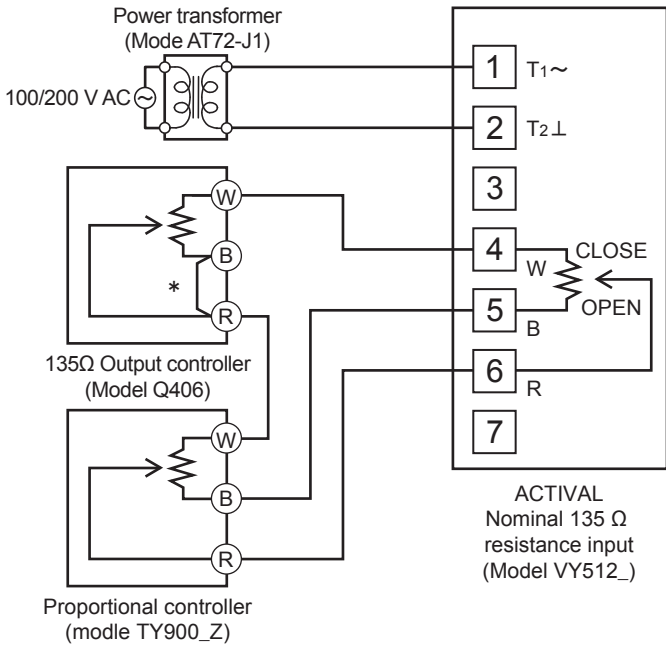 Power transformer
(Mode AT72-J1)
100/200 V AC
1 T1~
2 T2⊥
3
4 W
CLOSE
OPEN
5 B
6 R
7
W
B
*
R
135Ω Output controller
(Model Q406)
W
B
R
Proportional controller
(modle TY900_Z)
ACTIVAL
Nominal 135 Ω
resistance input
(Model VY512_)